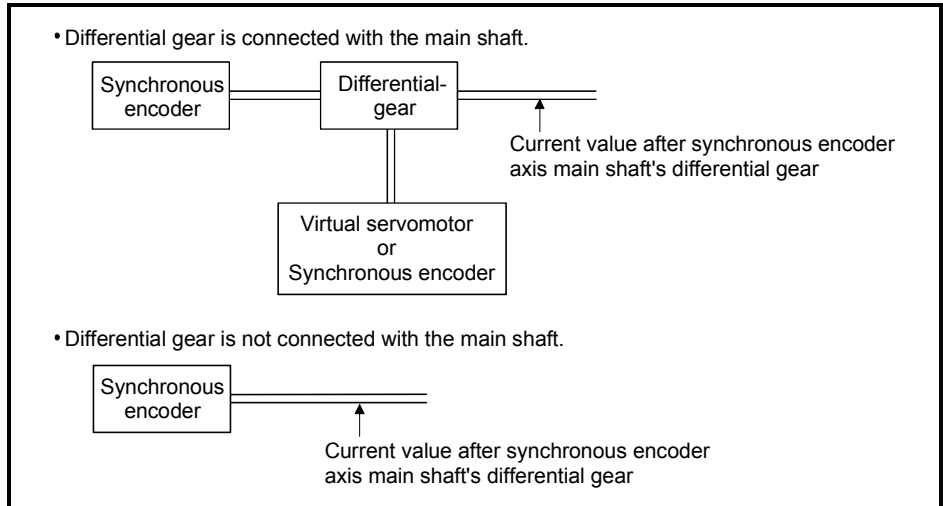 • Differential gear is connected with the main shaft.
Synchronous
encoder
Differential-
gear
Current value after synchronous encoder
axis main shaft's differential gear
Virtual servomotor
or
Synchronous encoder
• Differential gear is not connected with the main shaft.
Synchronous
encoder
Current value after synchronous encoder
axis main shaft's differential gear